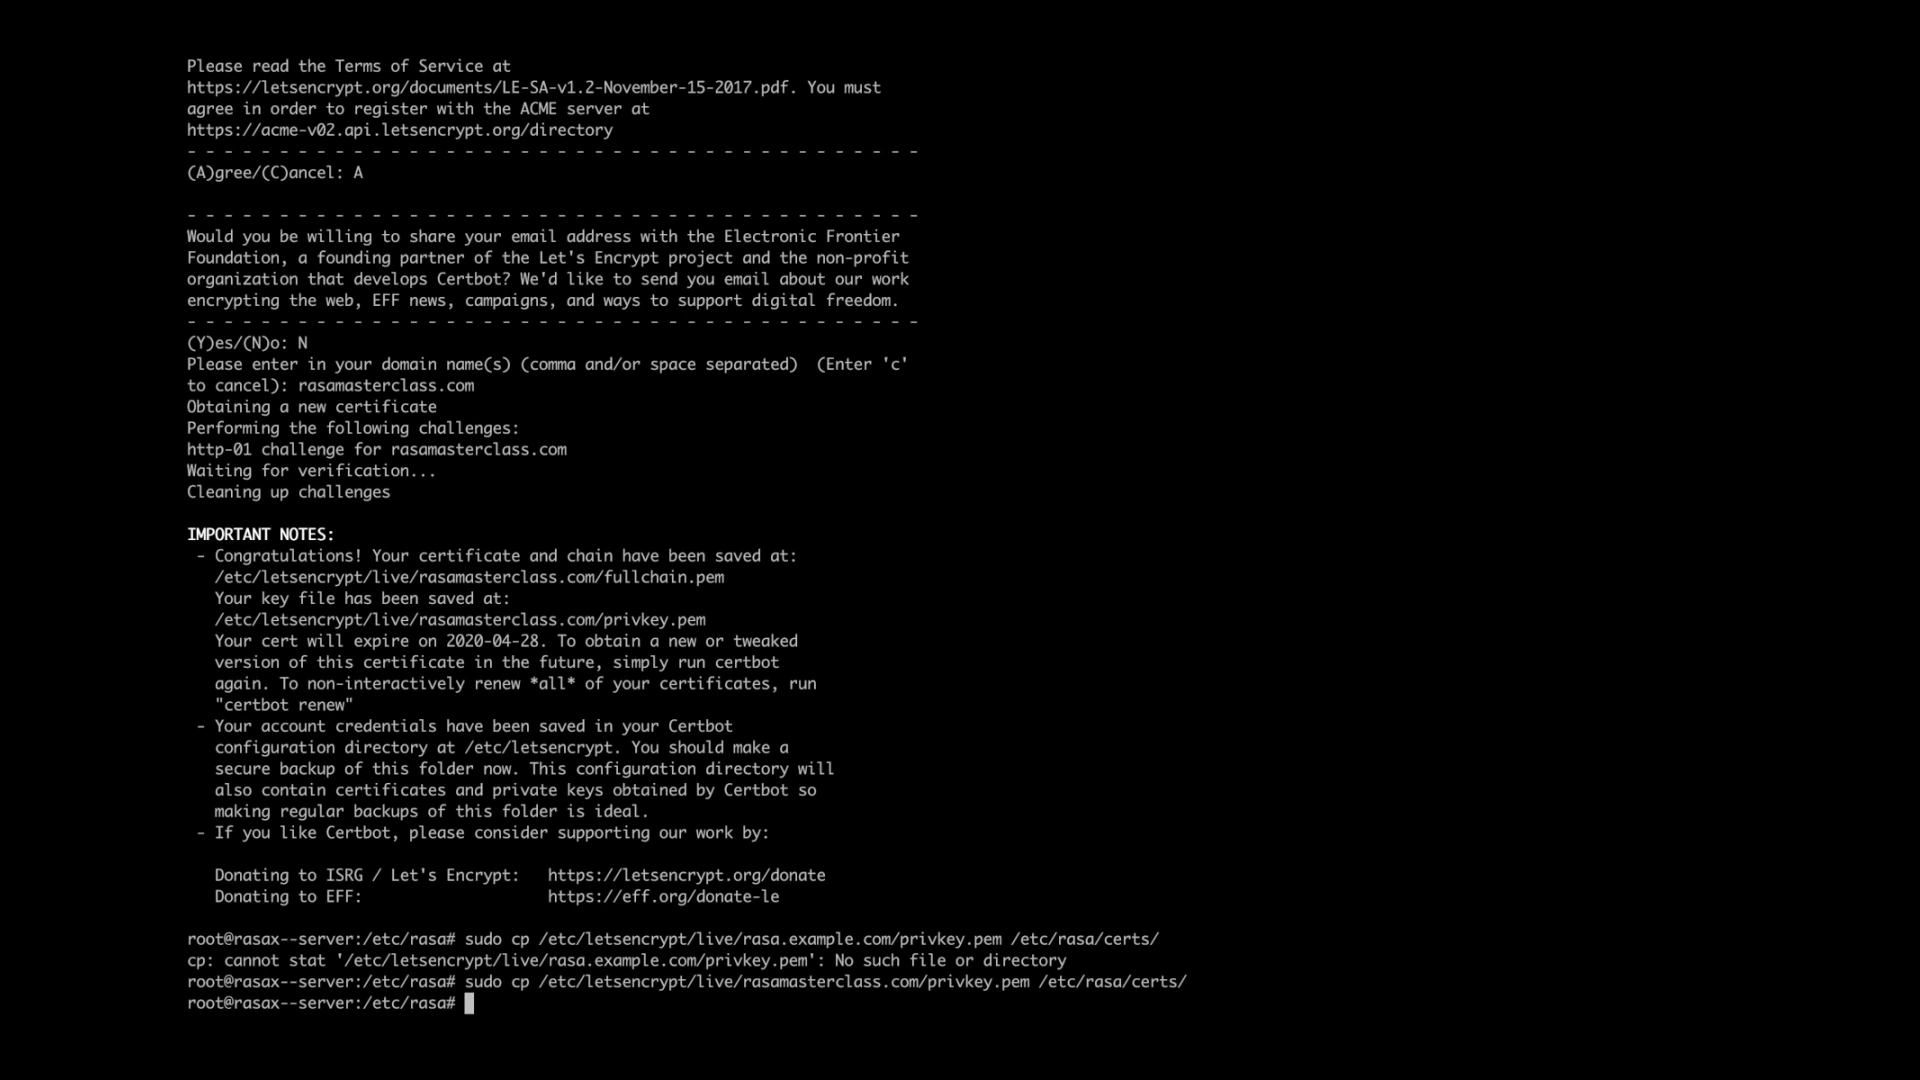 Please read the Terms of Service at
https://letsencrypt.org/documents/LE-SA-v1.2-November-15-2017.pdf. You must
agree in order to register with the ACME server at
https://acme-v02.api.letsencrypt.org/directory
- - - - - - - - - - - - - - - - - - - - - - - - - - - - - - - - - - - - - - - -
(A)gree/(C)ancel: A
- - - - - - - - - - - - - - - - - - - - - - - - - - - - - - - - - - - - - - - -
Would you be willing to share your email address with the Electronic Frontier
Foundation, a founding partner of the Let's Encrypt project and the non-profit
organization that develops Certbot? We'd like to send you email about our work
encrypting the web, EFF news, campaigns, and ways to support digital freedom.
- - - - - - - - - - - - - - - - - - - - - - - - - - - - - - - - - - - - - - - -
(Y)es/(N)o: N
Please enter in your domain name(s) (comma and/or space separated)  (Enter 'c'
to cancel): rasamasterclass.com
Obtaining a new certificate
Performing the following challenges:
http-01 challenge for rasamasterclass.com
Waiting for verification...
Cleaning up challenges
IMPORTANT NOTES:
- Congratulations! Your certificate and chain have been saved at:
/etc/letsencrypt/live/rasamasterclass.com/fullchain.pem
Your key file has been saved at:
/etc/letsencrypt/live/rasamasterclass.com/privkey.pem
Your cert will expire on 2020-04-28. To obtain a new or tweaked
version of this certificate in the future, simply run certbot
again. To non-interactively renew *all* of your certificates, run
"certbot renew"
- Your account credentials have been saved in your Certbot
configuration directory at /etc/letsencrypt. You should make a
secure backup of this folder now. This configuration directory will
also contain certificates and private keys obtained by Certbot so
making regular backups of this folder is ideal.
- If you like Certbot, please consider supporting our work by:
Donating to ISRG / Let's Encrypt:   https://letsencrypt.org/donate
Donating to EFF:                    https://eff.org/donate-le
root@rasax--server:/etc/rasa# sudo cp /etc/letsencrypt/live/rasa.example.com/privkey.pem /etc/rasa/certs/
cp: cannot stat '/etc/letsencrypt/live/rasa.example.com/privkey.pem': No such file or directory
root@rasax--server:/etc/rasa# sudo cp /etc/letsencrypt/live/rasamasterclass.com/privkey.pem /etc/rasa/certs/
root@rasax--server:/etc/rasa#